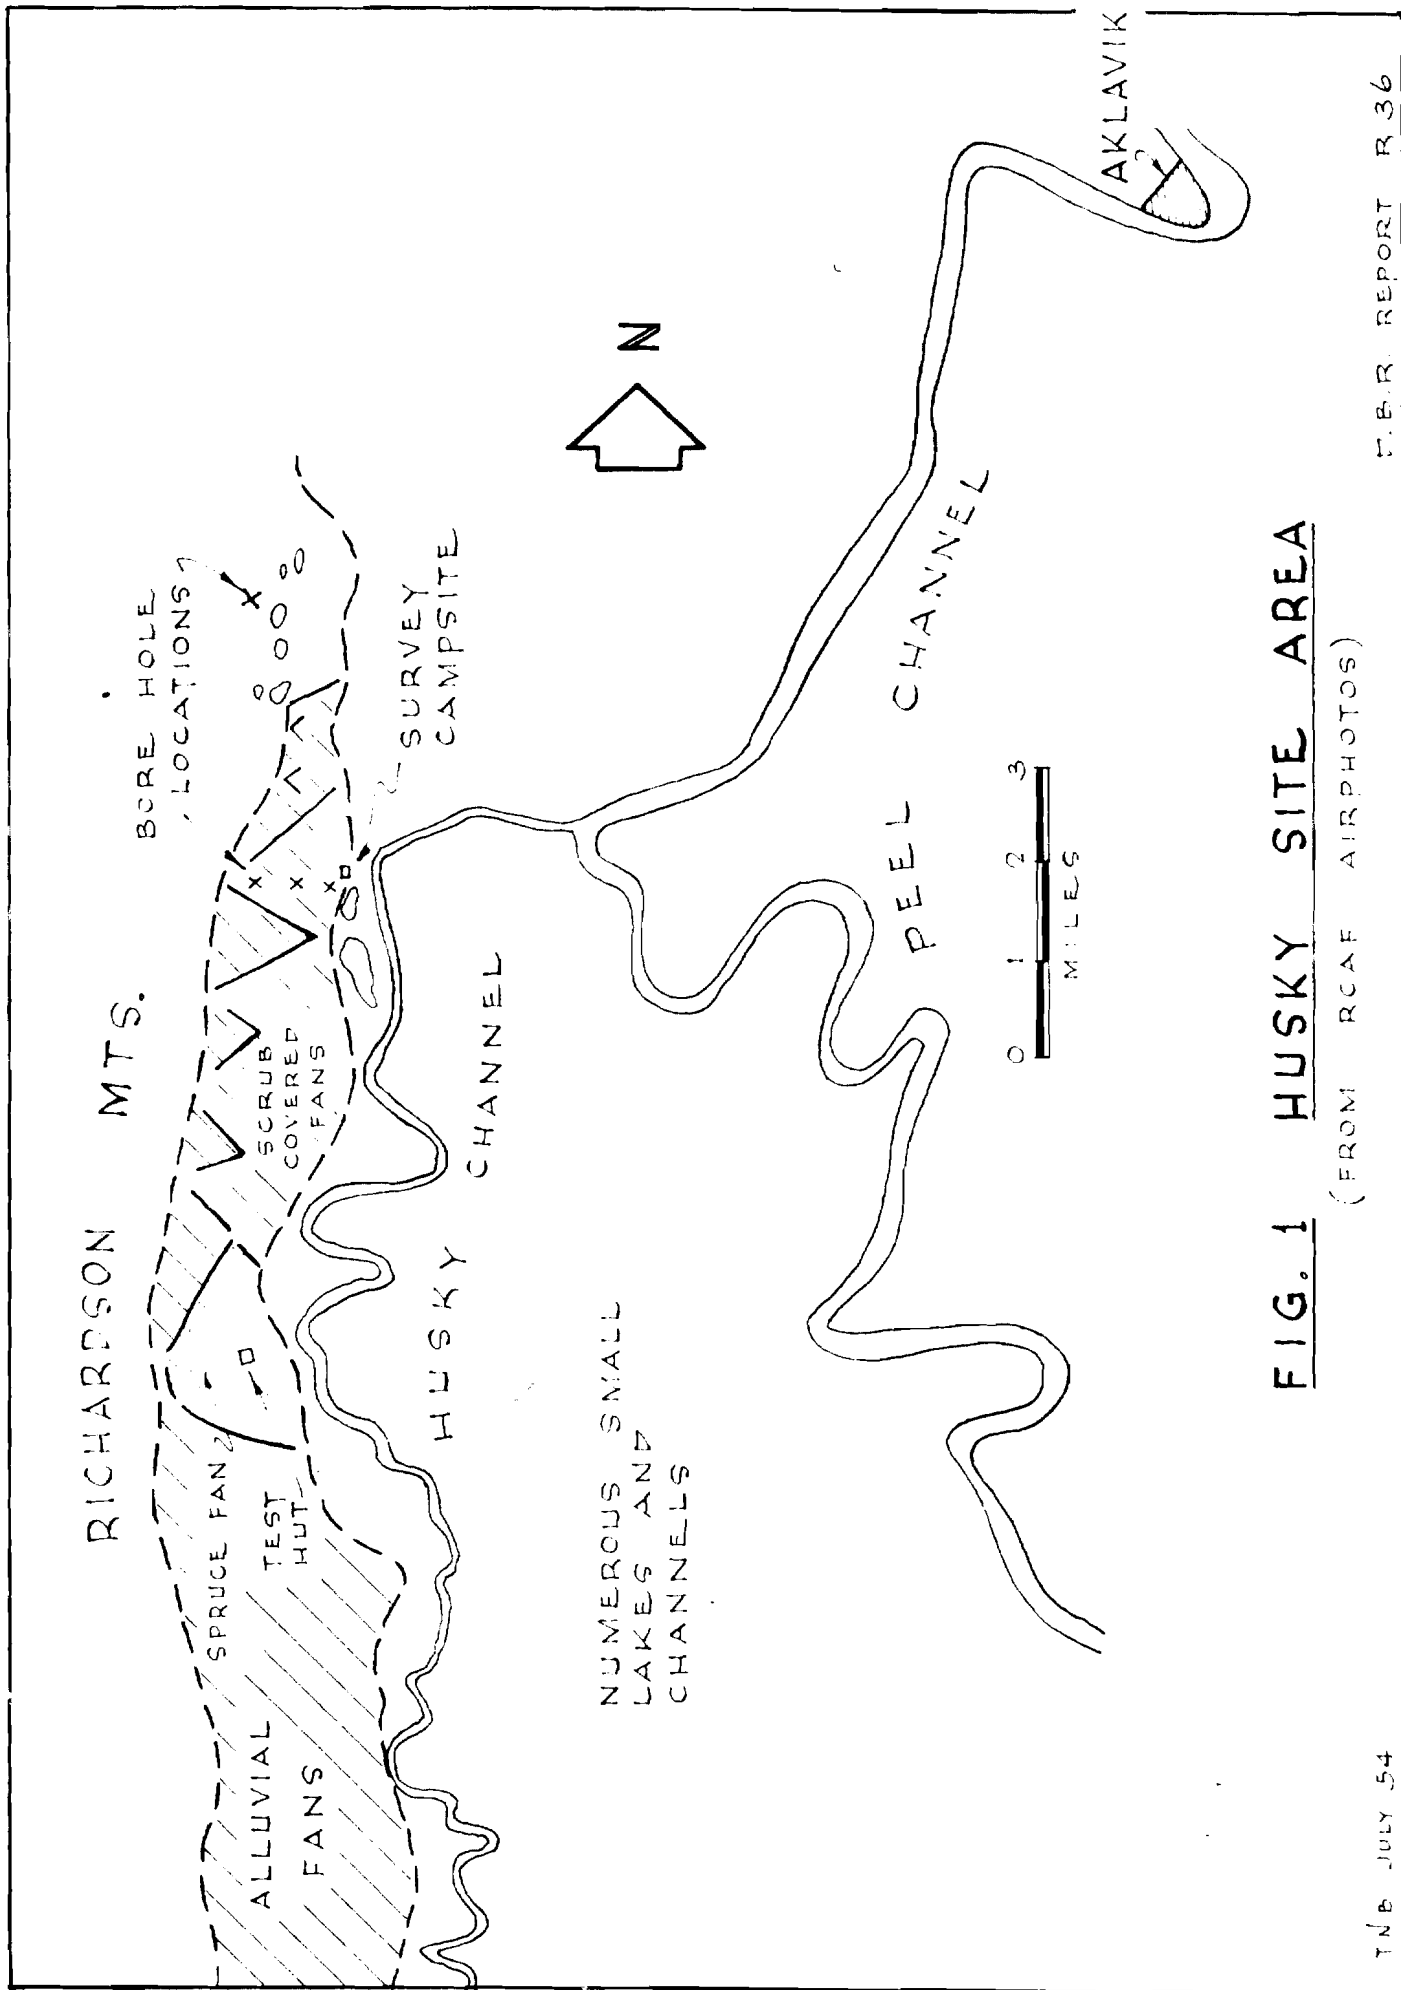 RICHARDSON MTS.
BORE HOLE
LOCATIONS
SURVEY
CAMPSITE
SCRUB
COVERED
FANS
SPRUCE FAN
TEST
HUT
ALLUVIAL
FANS
HUSKY CHANNEL
N
NUMEROUS SMALL
LAKES AND
CHANNELS
PEEL CHANNEL
AKLAVIK
0 1 2 3
MILES
FIG. 1 HUSKY SITE AREA
(FROM RCAF AIRPHOTOS)
TNB JULY 54
D.B.R. REPORT R36